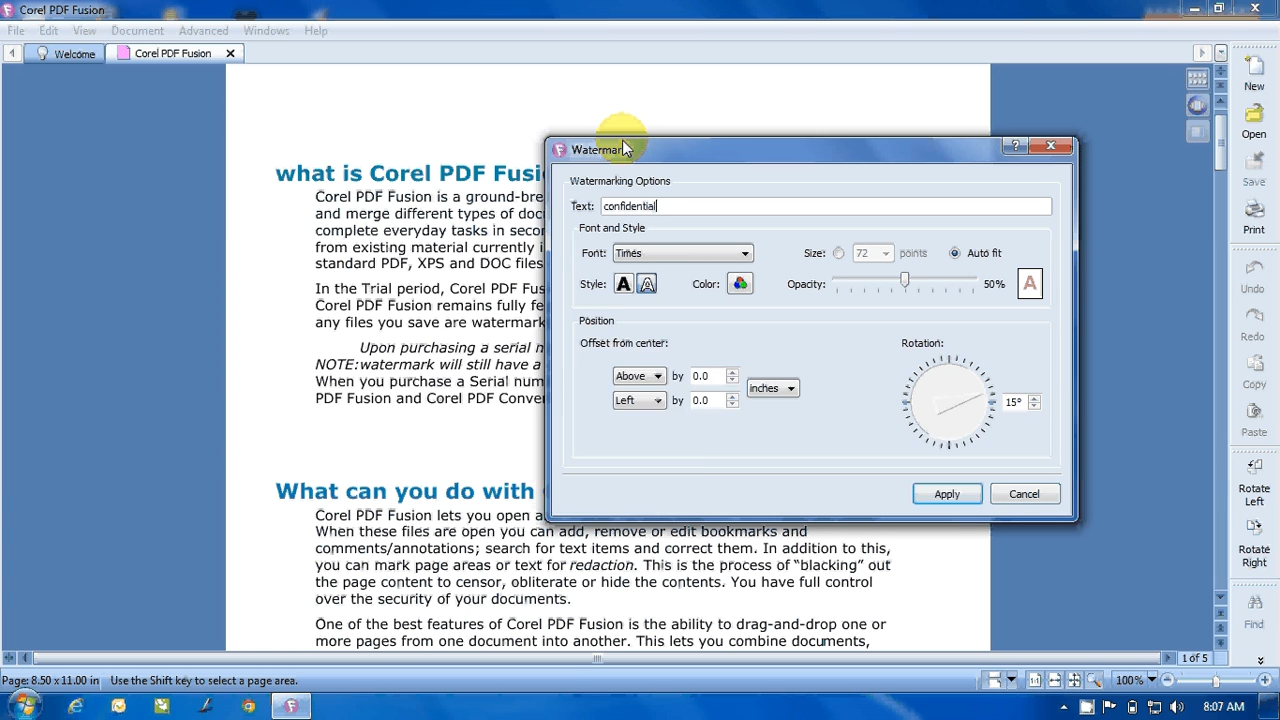 Corel PDF Fusion
File Edit View Document Advanced Windows Help
Welcome Corel PDF Fusion
what is Corel PDF Fusi
Corel PDF Fusion is a ground-bre
and merge different types of doc
complete everyday tasks in secon
from existing material currently i
standard PDF, XPS and DOC files
In the Trial period, Corel PDF Fus
Corel PDF Fusion remains fully fe
any files you save are watermark
Upon purchasing a serial n
NOTE:watermark will still have a
When you purchase a Serial num
PDF Fusion and Corel PDF Conver
What can you do with C
Corel PDF Fusion lets you open a
When these files are open you can add, remove or edit bookmarks and
comments/annotations; search for text items and correct them. In addition to this,
you can mark page areas or text for redaction. This is the process of “blacking” out
the page content to censor, obliterate or hide the contents. You have full control
over the security of your documents.
One of the best features of Corel PDF Fusion is the ability to drag-and-drop one or
more pages from one document into another. This lets you combine documents,
Watermark
Watermarking Options
Text: confidential
Font and Style
Font: Times Size: 72 points Auto fit
Style: A A Color: Opacity: 50% A
Position
Offset from center: Rotation:
Above by 0.0
inches
Left by 0.0
15°
Apply Cancel
New
Open
Save
Print
Undo
Redo
Copy
Paste
Rotate
Left
Rotate
Right
Find
1 of 5
Page: 8.50 x 11.00 in Use the Shift key to select a page area. 1:1 100%
8:07 AM